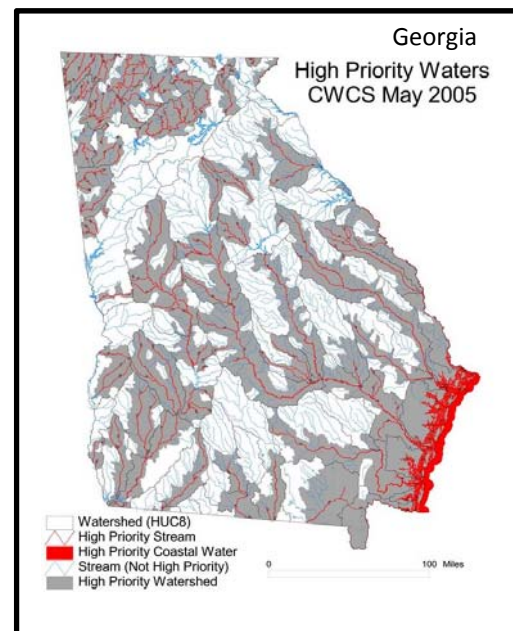 Georgia
High Priority Waters
CWCS May 2005
Watershed (HUC8)
High Priority Stream
High Priority Coastal Water
Stream (Not High Priority)
High Priority Watershed
0 100 Miles